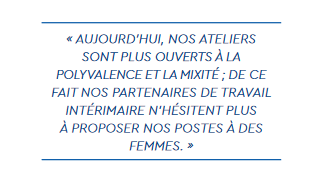 « AUJOURD'HUI, NOS ATELIERS
SONT PLUS OUVERTS À LA
POLYVALENCE ET LA MIXITÉ ; DE CE
FAIT NOS PARTENAIRES DE TRAVAIL
INTÉRIMAIRE N'HÉSITENT PLUS
À PROPOSER NOS POSTES À DES
FEMMES. »